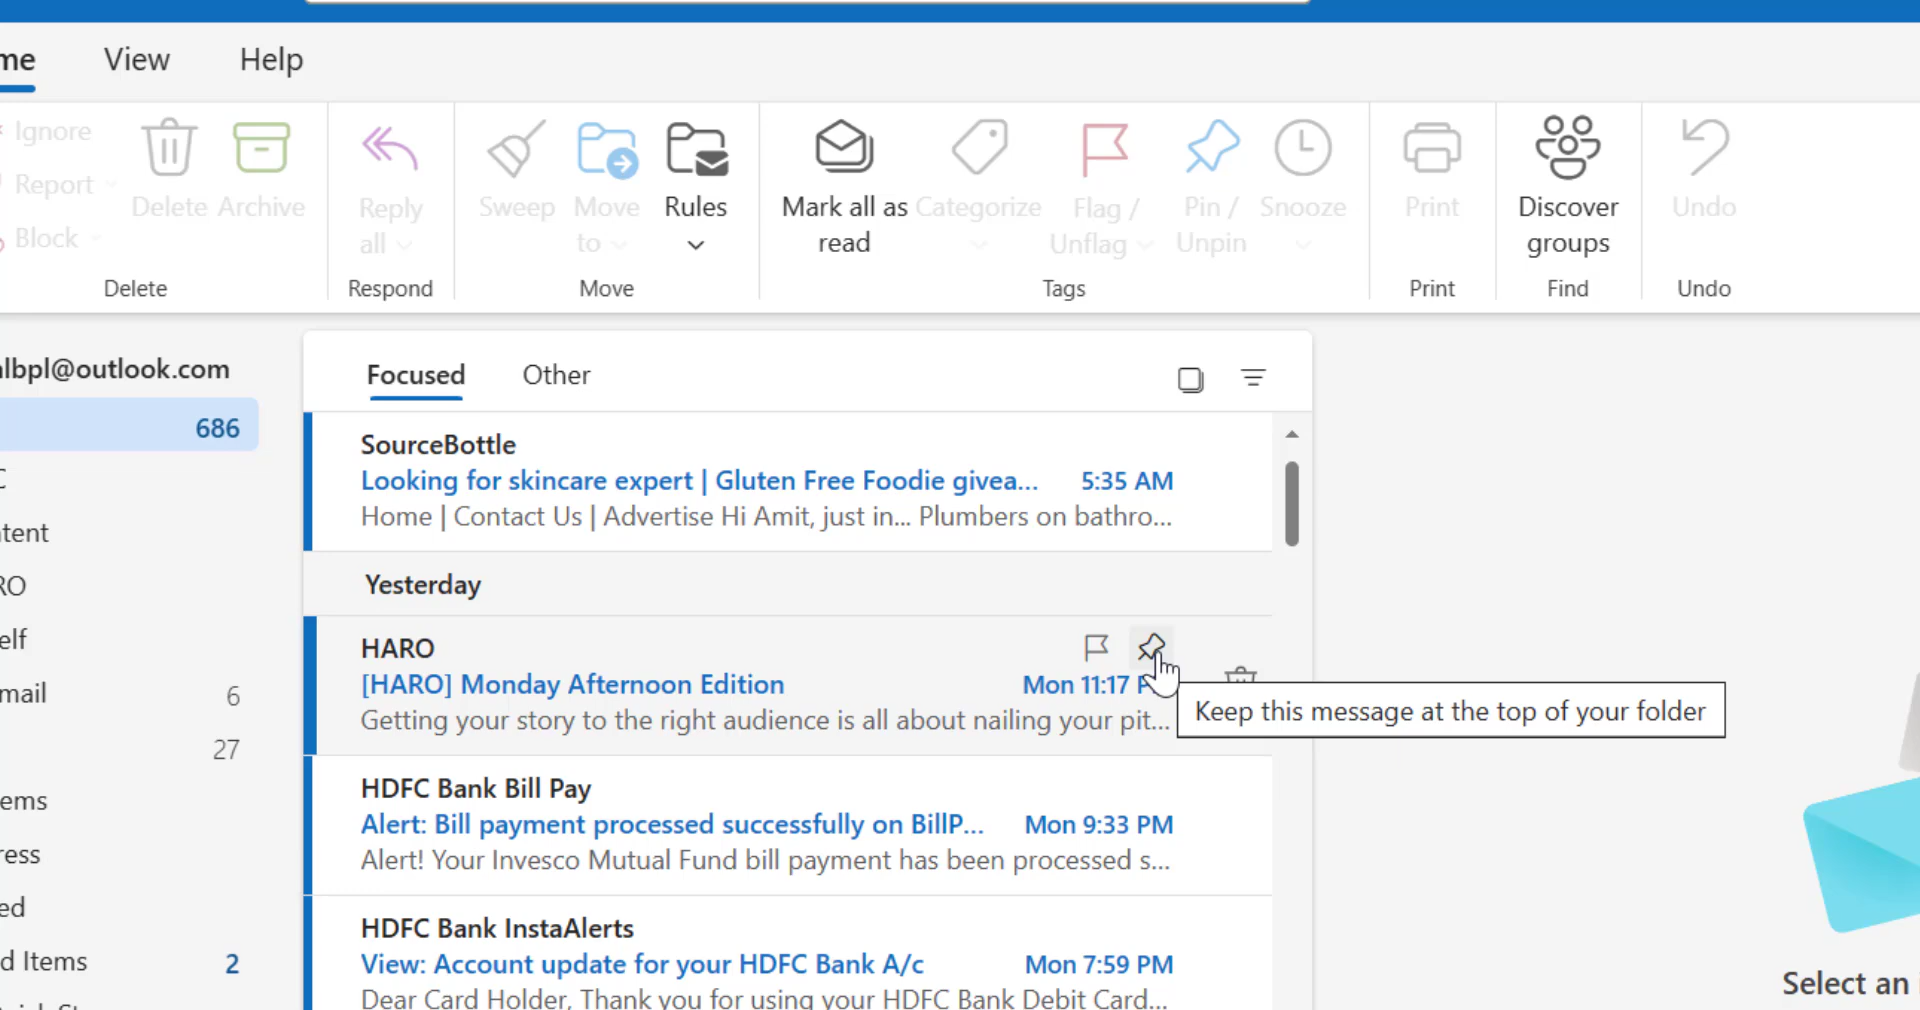 me View Help
Ignore
Report
Block
Delete Archive
Delete
Reply
all
Respond
Sweep Move
to
Rules
Move
Mark all as
read
Categorize
Flag /
Unflag
Pin /
Unpin
Snooze
Tags
Print
Print
Discover
groups
Find
Undo
Undo
albpl@outlook.com
686
C
tent
RO
elf
mail 6
27
ems
ress
ed
d Items 2
Focused Other
SourceBottle
Looking for skincare expert | Gluten Free Foodie givea... 5:35 AM
Home | Contact Us | Advertise Hi Amit, just in... Plumbers on bathro...
Yesterday
HARO
[HARO] Monday Afternoon Edition Mon 11:17 P
Getting your story to the right audience is all about nailing your pit...
Keep this message at the top of your folder
HDFC Bank Bill Pay
Alert: Bill payment processed successfully on BillP... Mon 9:33 PM
Alert! Your Invesco Mutual Fund bill payment has been processed s...
HDFC Bank InstaAlerts
View: Account update for your HDFC Bank A/c Mon 7:59 PM
Dear Card Holder, Thank you for using your HDFC Bank Debit Card...
Select an